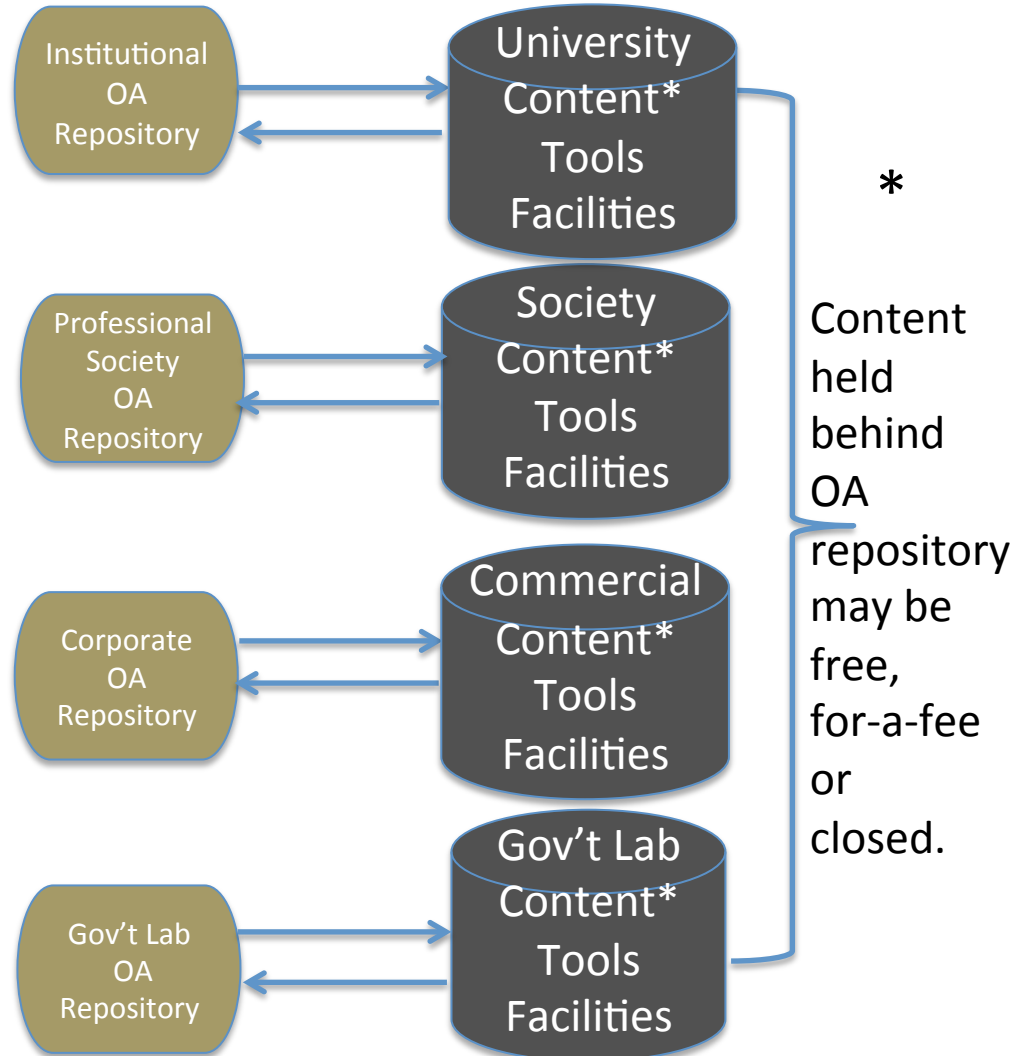 Institutional
OA
Repository
University
Content*
Tools
Facilities
Professional
Society
OA
Repository
Society
Content*
Tools
Facilities
Corporate
OA
Repository
Commercial
Content*
Tools
Facilities
Gov’t Lab
OA
Repository
Gov’t Lab
Content*
Tools
Facilities
*
Content
held
behind
OA
repository
may be
free,
for-a-fee
or
closed.